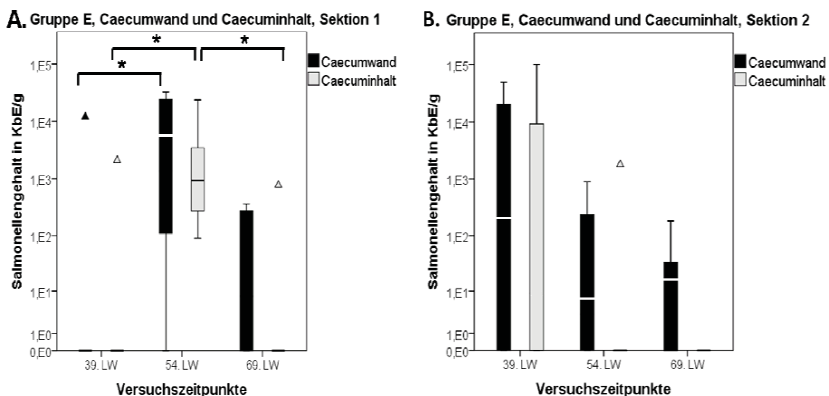 A. Gruppe E, Caecumwand und Caecuminhalt, Sektion 1
Salmonellengehalt in KbE/g
1,E5
1,E4
1,E3
1,E2
1,E1
1,E0
0,E0
*
*
*
39. LW
54. LW
69. LW
Versuchszeitpunkte
Caecumwand
Caecuminhalt
B. Gruppe E, Caecumwand und Caecuminhalt, Sektion 2
Salmonellengehalt in KbE/g
1,E5
1,E4
1,E3
1,E2
1,E1
1,E0
0,E0
39. LW
54. LW
69. LW
Versuchszeitpunkte
Caecumwand
Caecuminhalt